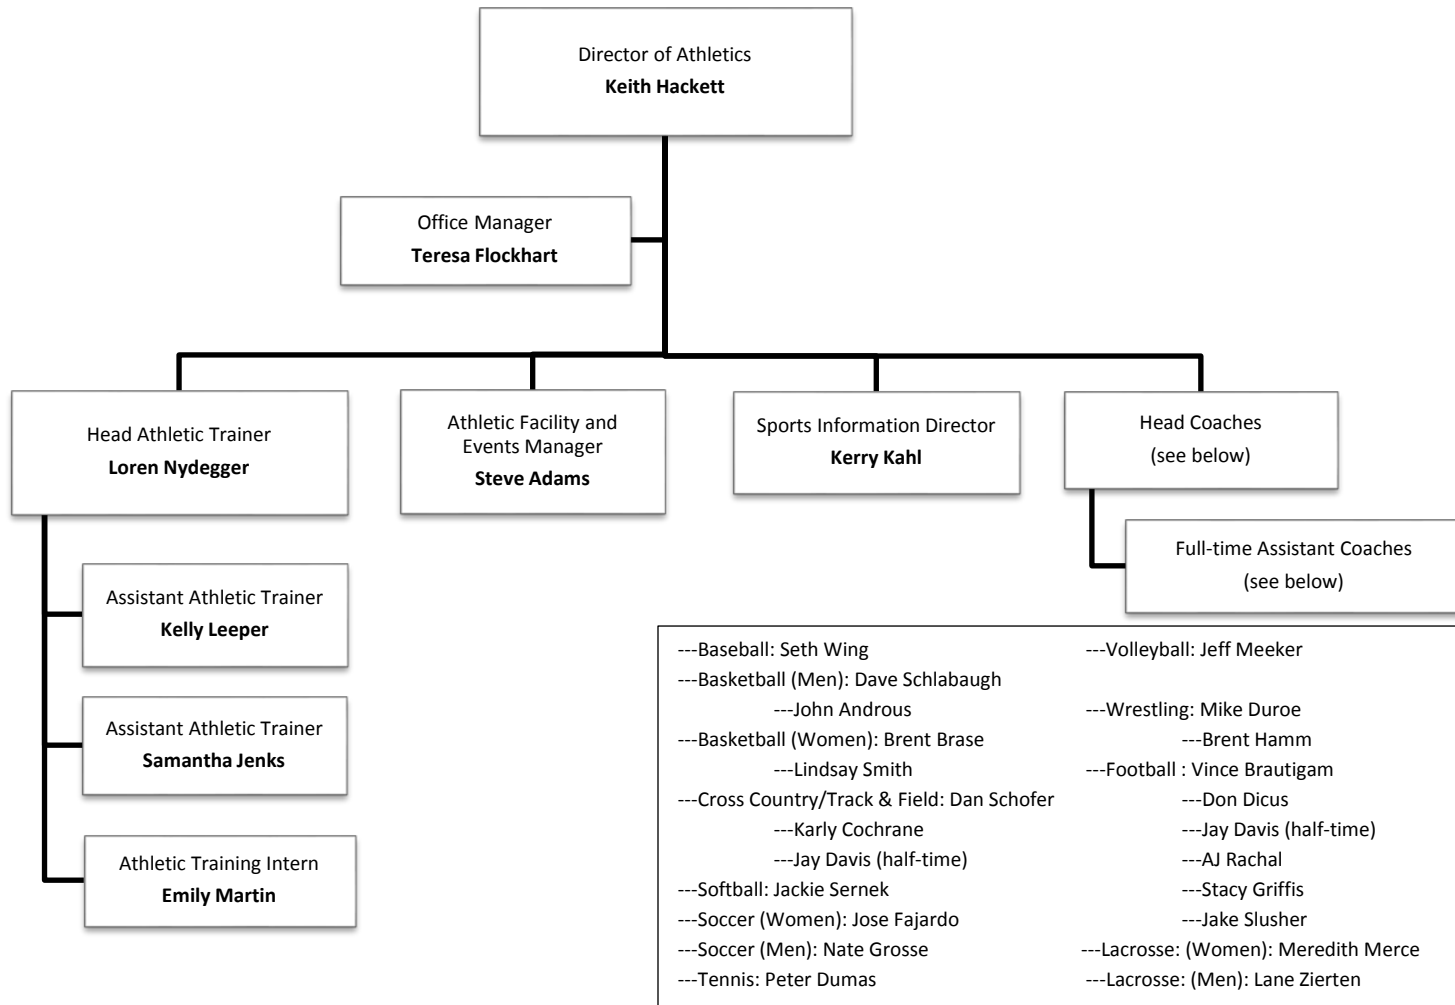 Director of Athletics
Keith Hackett
Office Manager
Teresa Flockhart
Head Athletic Trainer
Loren Nydegger
Athletic Facility and
Events Manager
Steve Adams
Sports Information Director
Kerry Kahl
Head Coaches
(see below)
Full-time Assistant Coaches
(see below)
Assistant Athletic Trainer
Kelly Leeper
Assistant Athletic Trainer
Samantha Jenks
Athletic Training Intern
Emily Martin
---Baseball: Seth Wing
---Basketball (Men): Dave Schlabaugh
---John Androus
---Basketball (Women): Brent Brase
---Lindsay Smith
---Cross Country/Track & Field: Dan Schofer
---Karly Cochrane
---Jay Davis (half-time)
---Softball: Jackie Sernek
---Soccer (Women): Jose Fajardo
---Soccer (Men): Nate Grosse
---Tennis: Peter Dumas
---Volleyball: Jeff Meeker
---Wrestling: Mike Duroe
---Brent Hamm
---Football : Vince Brautigam
---Don Dicus
---Jay Davis (half-time)
---AJ Rachal
---Stacy Griffis
---Jake Slusher
---Lacrosse: (Women): Meredith Merce
---Lacrosse: (Men): Lane Zierten